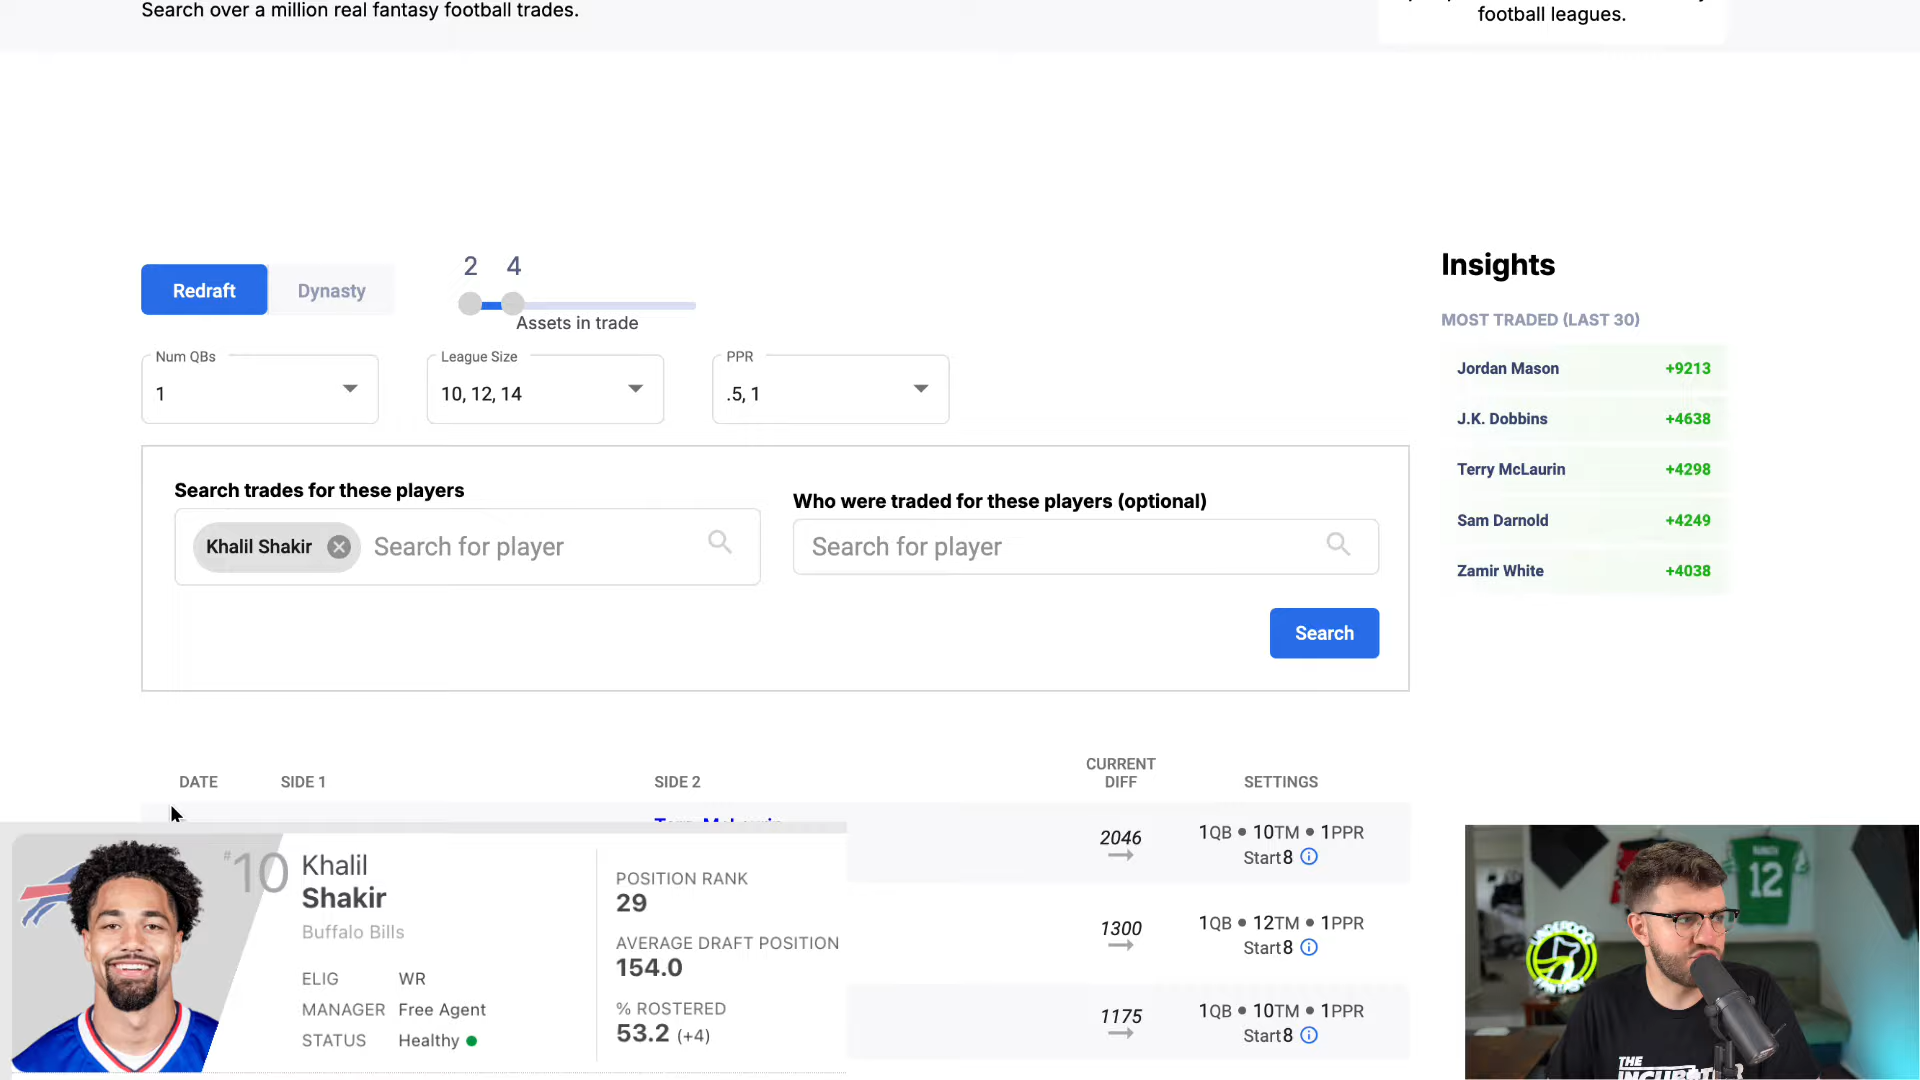 Search over a million real fantasy football trades.
football leagues.
Redraft
Dynasty
2 4
Assets in trade
Num QBs
1
League Size
10, 12, 14
PPR
.5, 1
Search trades for these players
Khalil Shakir
Search for player
Who were traded for these players (optional)
Search for player
Search
Insights
MOST TRADED (LAST 30)
Jordan Mason +9213
J.K. Dobbins +4638
Terry McLaurin +4298
Sam Darnold +4249
Zamir White +4038
DATE
SIDE 1
SIDE 2
CURRENT
DIFF
SETTINGS
Terry McLaurin
2046
1QB • 10TM • 1PPR
Start8
1300
1QB • 12TM • 1PPR
Start8
1175
1QB • 10TM • 1PPR
Start8
#10
Khalil
Shakir
Buffalo Bills
ELIG WR
MANAGER Free Agent
STATUS Healthy
POSITION RANK
29
AVERAGE DRAFT POSITION
154.0
% ROSTERED
53.2 (+4)
UNDERDOG
FANTASY
12
THE